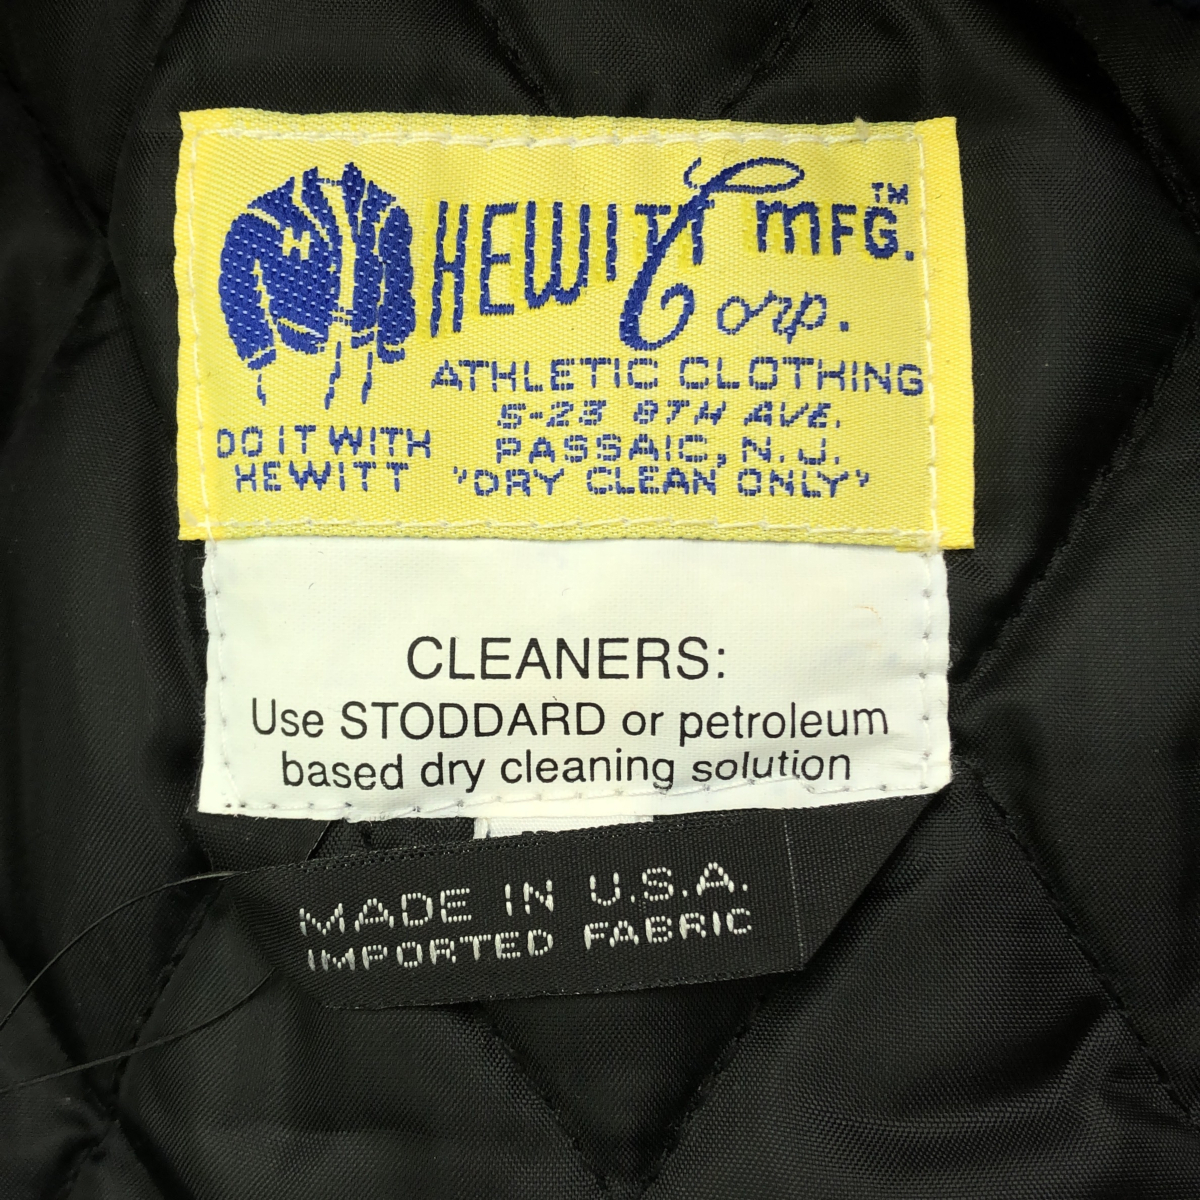 HEWITT MFG.™
Corp.
ATHLETIC CLOTHING
5-23 8TH AVE.
PASSAIC, N.J.
"DRY CLEAN ONLY"
DO IT WITH
HEWITT
H
CLEANERS:
Use STODDARD or petroleum
based dry cleaning solution
MADE IN U.S.A.
IMPORTED FABRIC